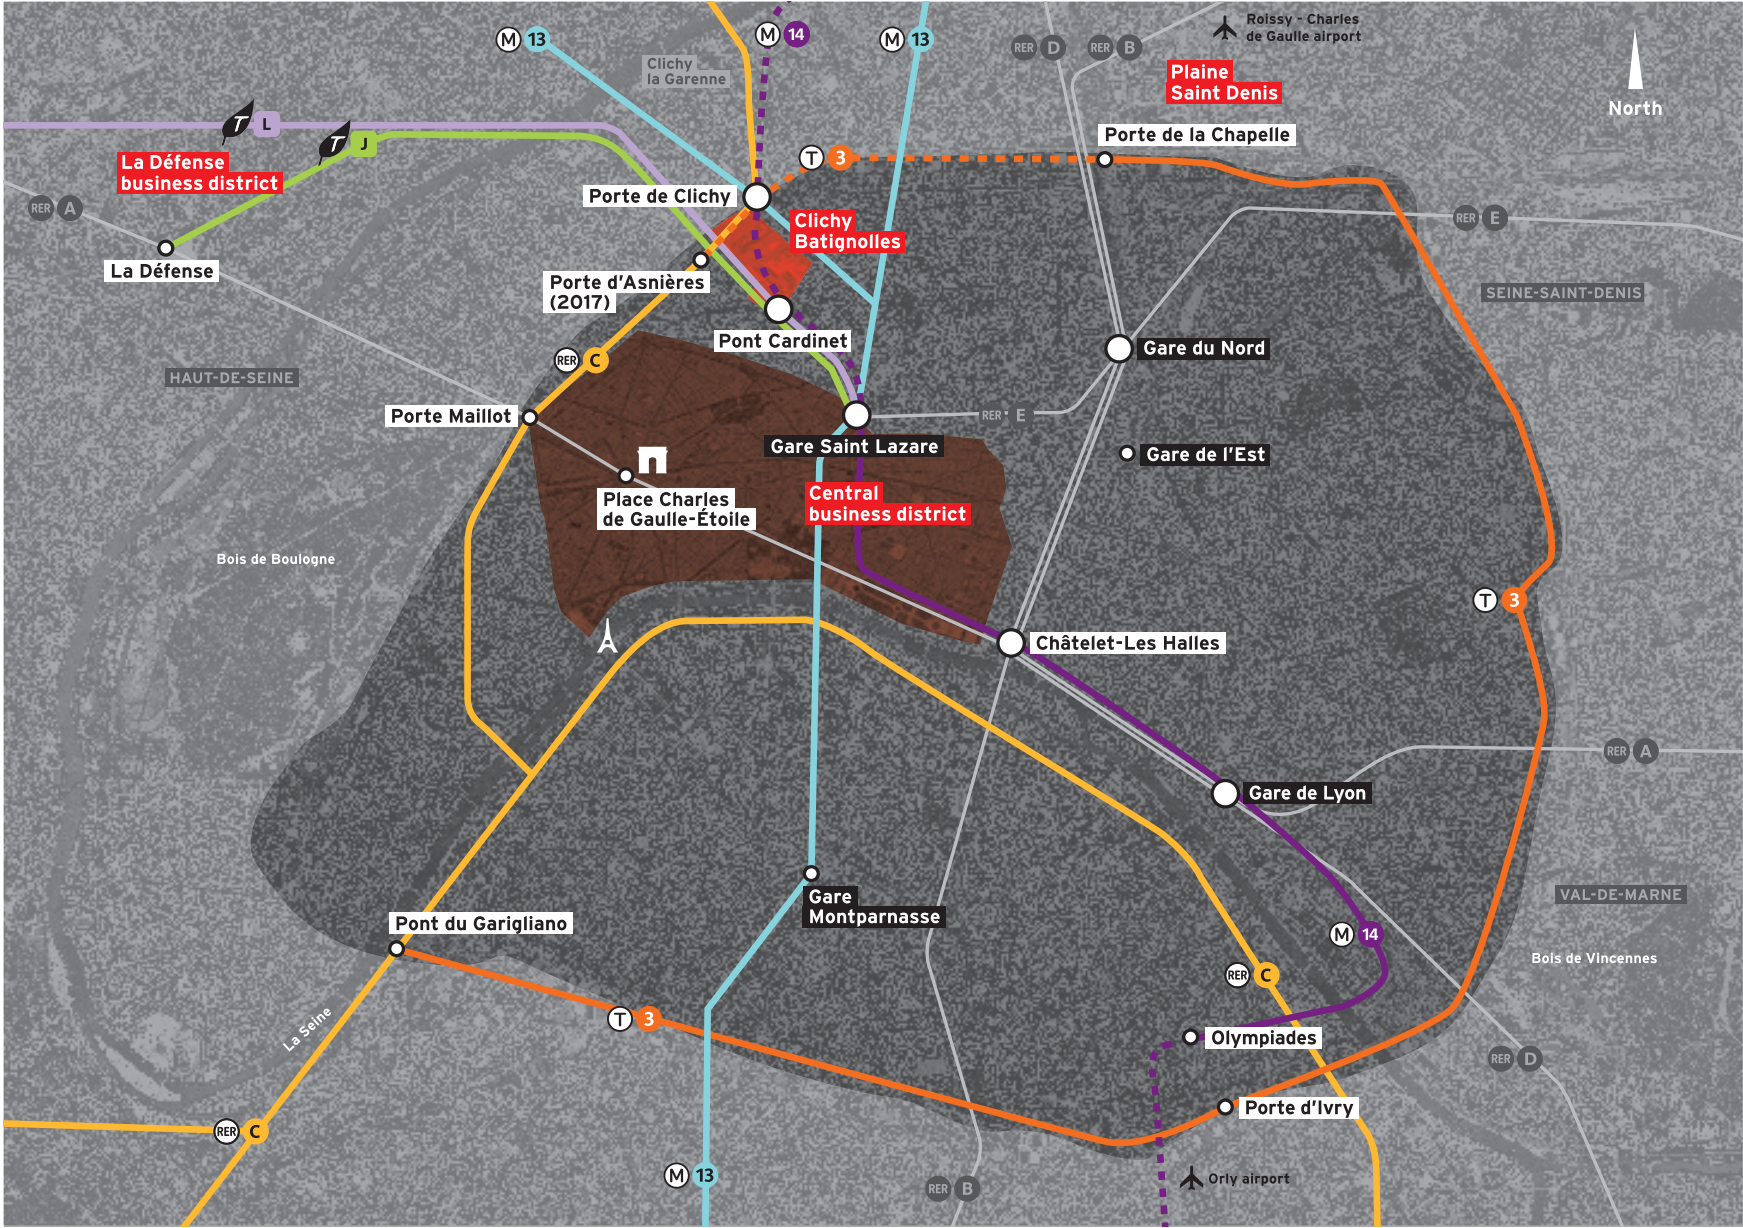 M 13
M 14
M 13
RER D
RER B
Roissy - Charles
de Gaulle airport
Clichy
la Garenne
Plaine
Saint Denis
North
T L
T J
Porte de la Chapelle
La Défense
business district
T 3
Porte de Clichy
RER A
Clichy
Batignolles
RER E
La Défense
Porte d'Asnières
(2017)
SEINE-SAINT-DENIS
Pont Cardinet
Gare du Nord
RER C
HAUT-DE-SEINE
Porte Maillot
RER E
Gare Saint Lazare
Gare de l'Est
Place Charles
de Gaulle-Étoile
Central
business district
Bois de Boulogne
T 3
Châtelet-Les Halles
RER A
Gare de Lyon
VAL-DE-MARNE
Gare
Montparnasse
Pont du Garigliano
M 14
Bois de Vincennes
RER C
La Seine
T 3
Olympiades
RER D
Porte d'Ivry
RER C
M 13
RER B
Orly airport